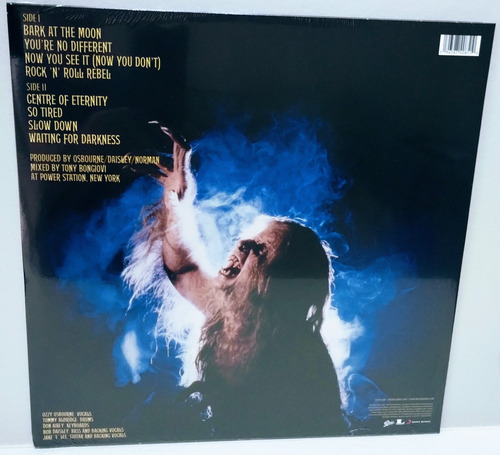 SIDE I
BARK AT THE MOON
YOU'RE NO DIFFERENT
NOW YOU SEE IT (NOW YOU DON'T)
ROCK 'N' ROLL REBEL
SIDE II
CENTRE OF ETERNITY
SO TIRED
SLOW DOWN
WAITING FOR DARKNESS
PRODUCED BY OSBOURNE/DAISLEY/NORMAN
MIXED BY TONY BONGIOVI
AT POWER STATION, NEW YORK
OZZY OSBOURNE VOCALS
TOMMY ALDRIDGE DRUMS
DON AIREY KEYBOARDS
BOB DAISLEY BASS AND BACKING VOCALS
JAKE E. LEE, GUITAR AND BACKING VOCALS
Epic